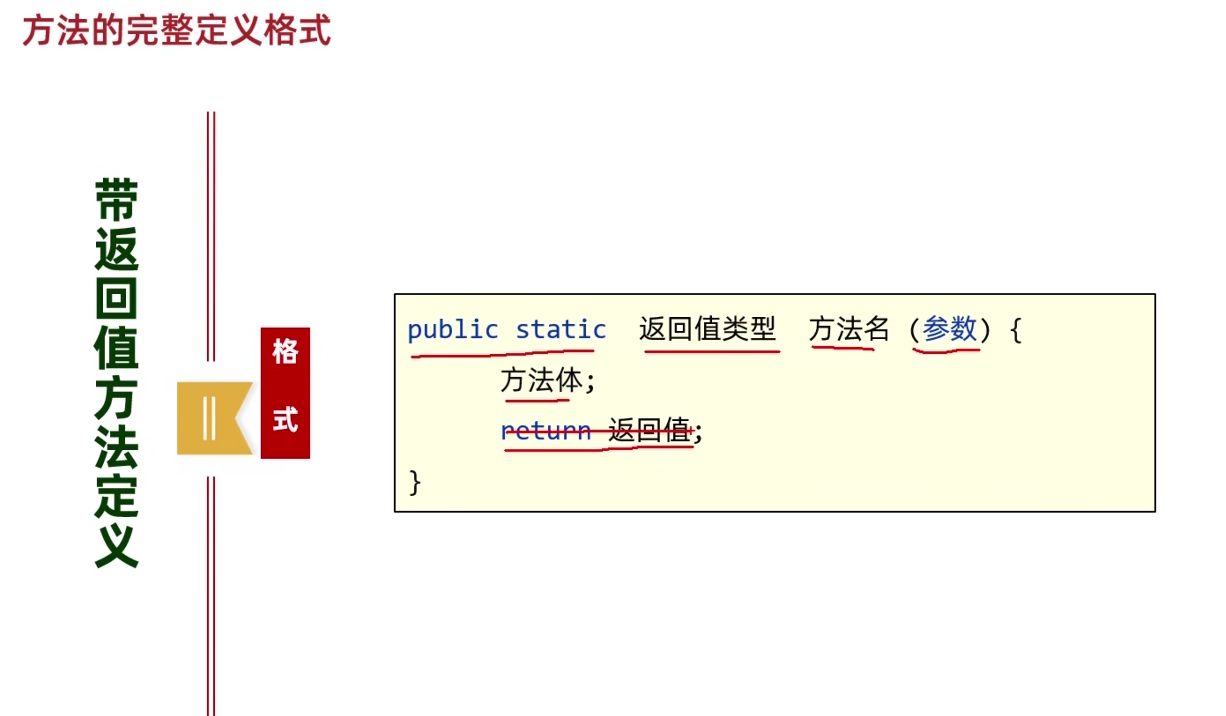 方法的完整定义格式
带返回值方法定义
格式
public static 返回值类型 方法名 (参数) {
方法体;
return 返回值;
}